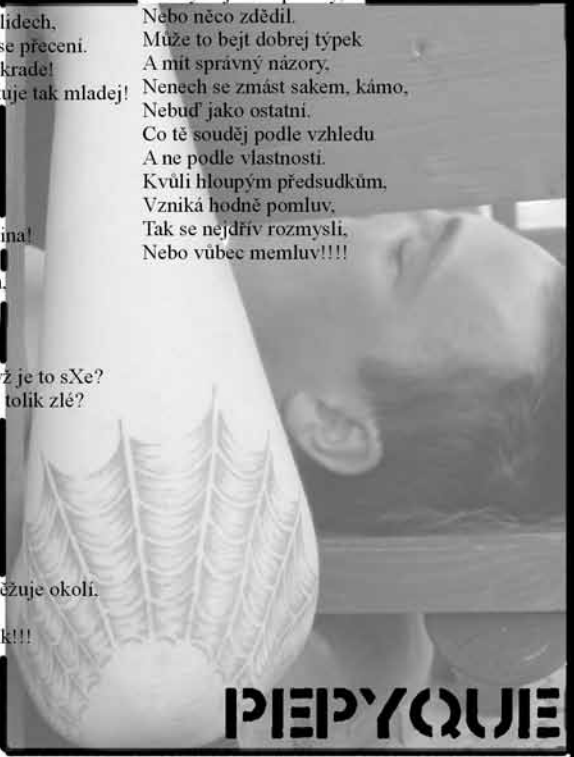 lidech,
se přecení.
krade!
uje tak mladej!
ina!
ž je to sXe?
tolik zlé?
ěžuje okolí.
k!!!
Nebo něco zdědil.
Může to bejt dobrej týpek
A mít správný názory,
Nenech se zmást sakem, kámo,
Nebuď jako ostatní.
Co tě souděj podle vzhledu
A ne podle vlastností.
Kvůli hloupým předsudkům,
Vzniká hodně pomluv,
Tak se nejdřív rozmysli,
Nebo vůbec memluv!!!!
PEPYQUE